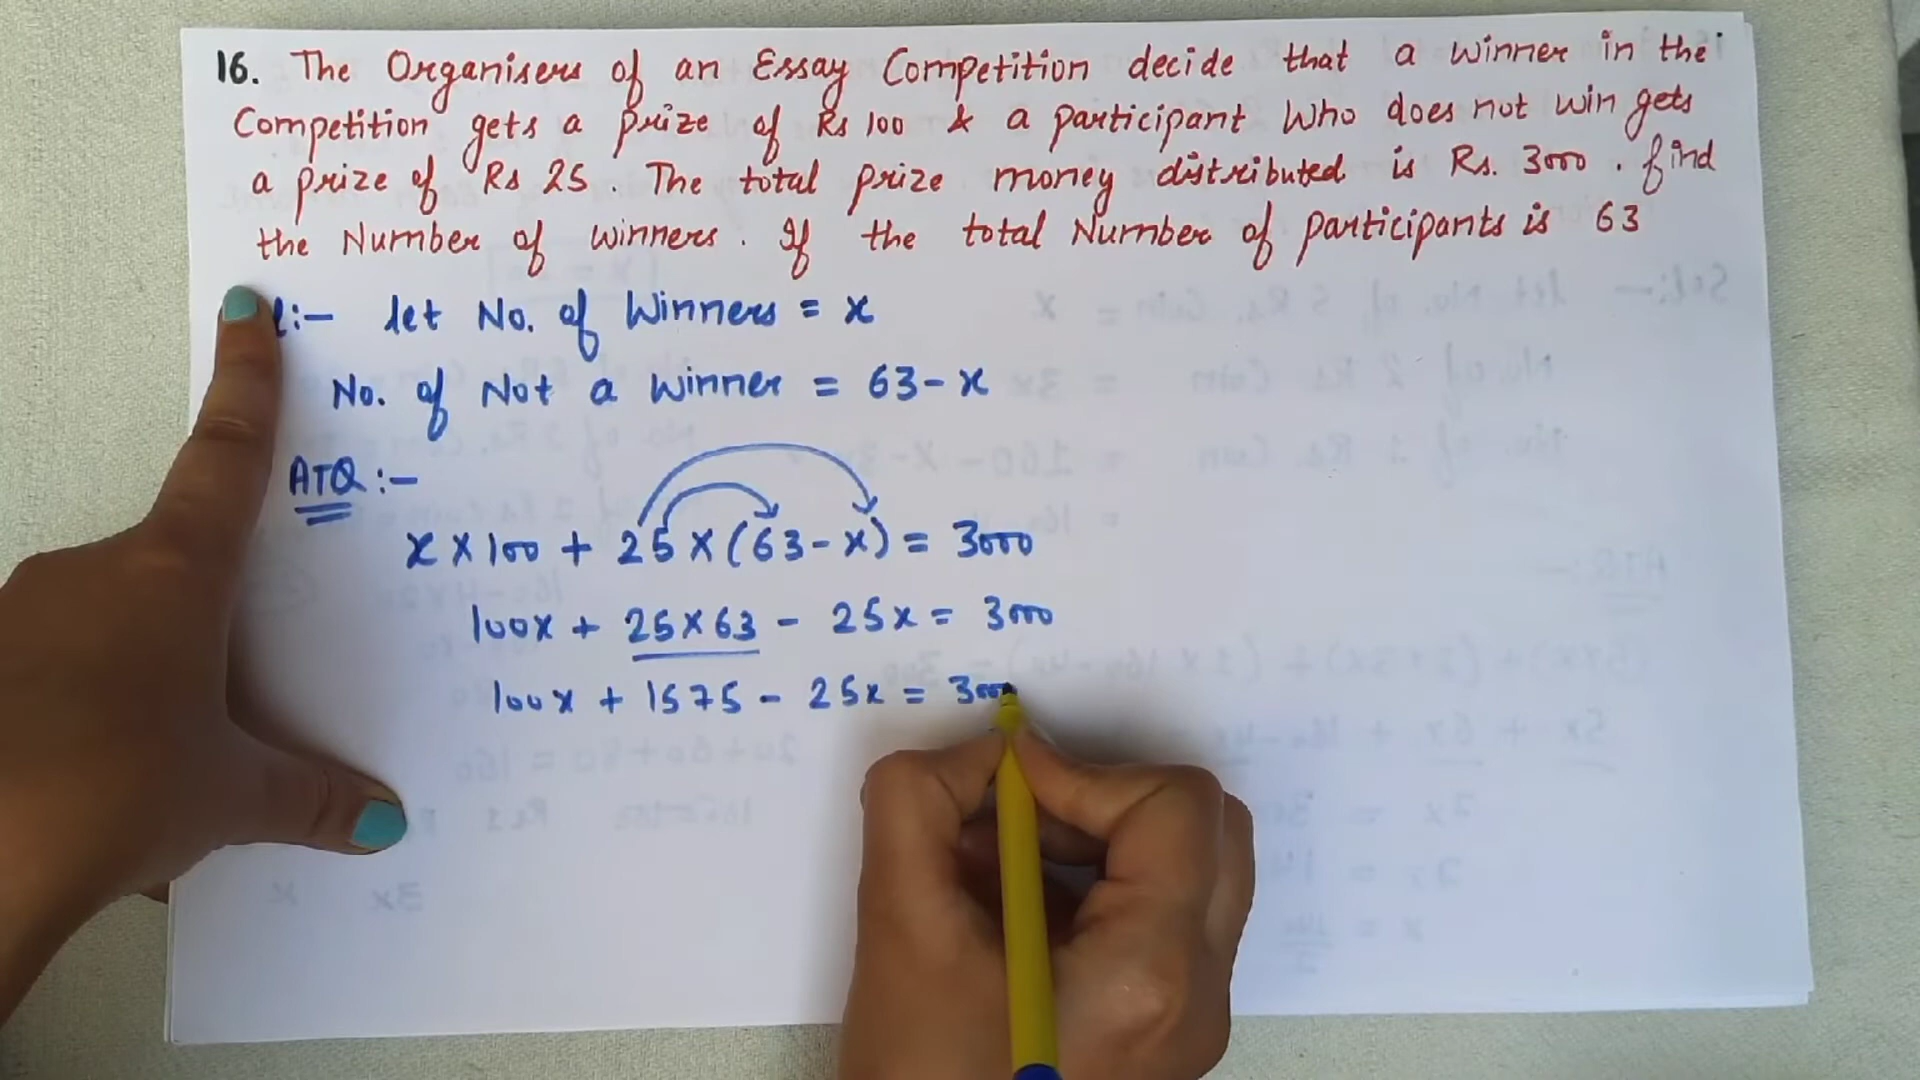 16. The Organisers of an Essay Competition decide that a winner in the
Competition gets a prize of Rs 100 & a participant who does not win gets
a prize of Rs 25. The total prize money distributed is Rs. 3000. find
the Number of winners. If the total Number of participants is 63
l:- let No. of Winners = x
No. of Not a winner = 63-x
ATQ:-
x × 100 + 25 × (63-x) = 3000
100x + 25×63 - 25x = 3000
100x + 1575 - 25x = 3000